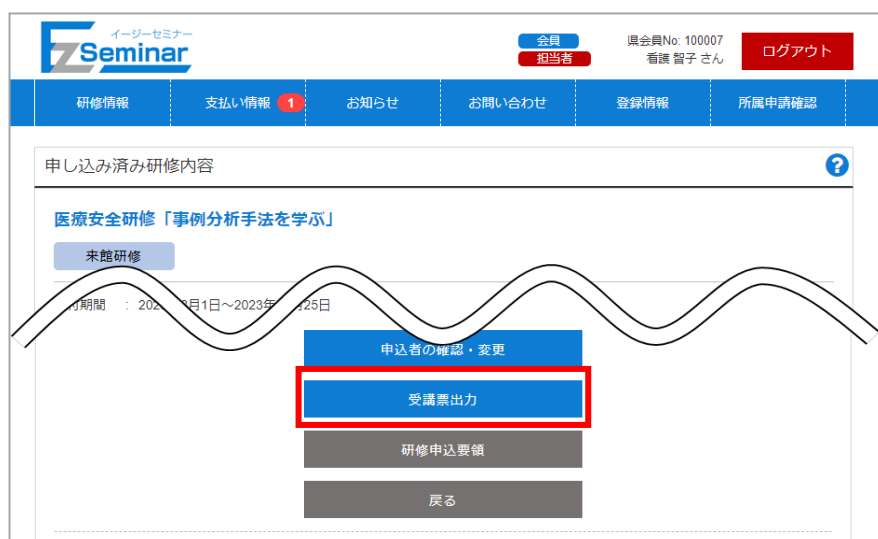 イージーセミナー
EZ Seminar
会員
担当者
県会員No: 100007
看護 智子 さん
ログアウト
研修情報
支払い情報 1
お知らせ
お問い合わせ
登録情報
所属申請確認
申し込み済み研修内容
?
医療安全研修「事例分析手法を学ぶ」
来館研修
期間 : 202 月1日~2023年 25日
申込者の確認・変更
受講票出力
研修申込要領
戻る